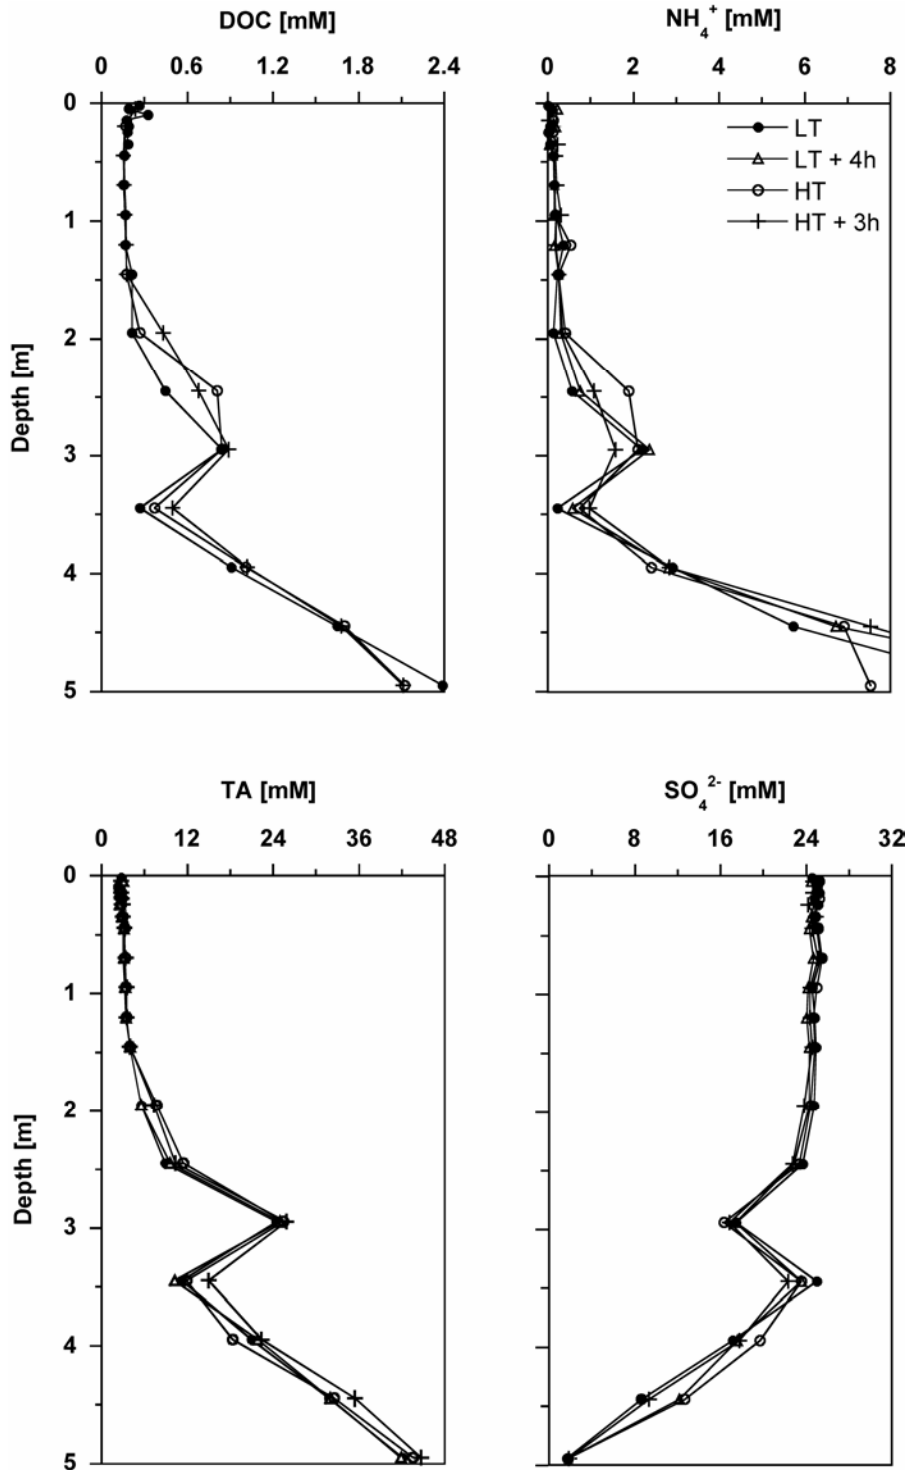 DOC [mM]
NH₄⁺ [mM]
0 0.6 1.2 1.8 2.4
0 2 4 6 8
0
1
2
3
4
5
Depth [m]
LT
LT + 4h
HT
HT + 3h
TA [mM]
SO₄²⁻ [mM]
0 12 24 36 48
0 8 16 24 32
0
1
2
3
4
5
Depth [m]